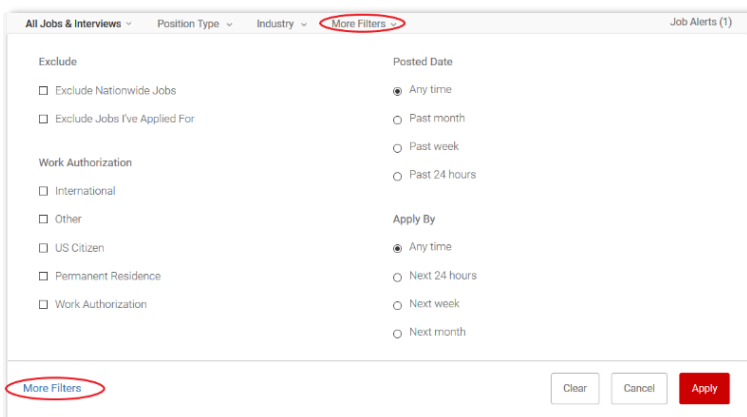 All Jobs & Interviews Position Type Industry More Filters Job Alerts (1)
Exclude
Exclude Nationwide Jobs
Exclude Jobs I've Applied For
Work Authorization
International
Other
US Citizen
Permanent Residence
Work Authorization
Posted Date
Any time
Past month
Past week
Past 24 hours
Apply By
Any time
Next 24 hours
Next week
Next month
More Filters Clear Cancel Apply